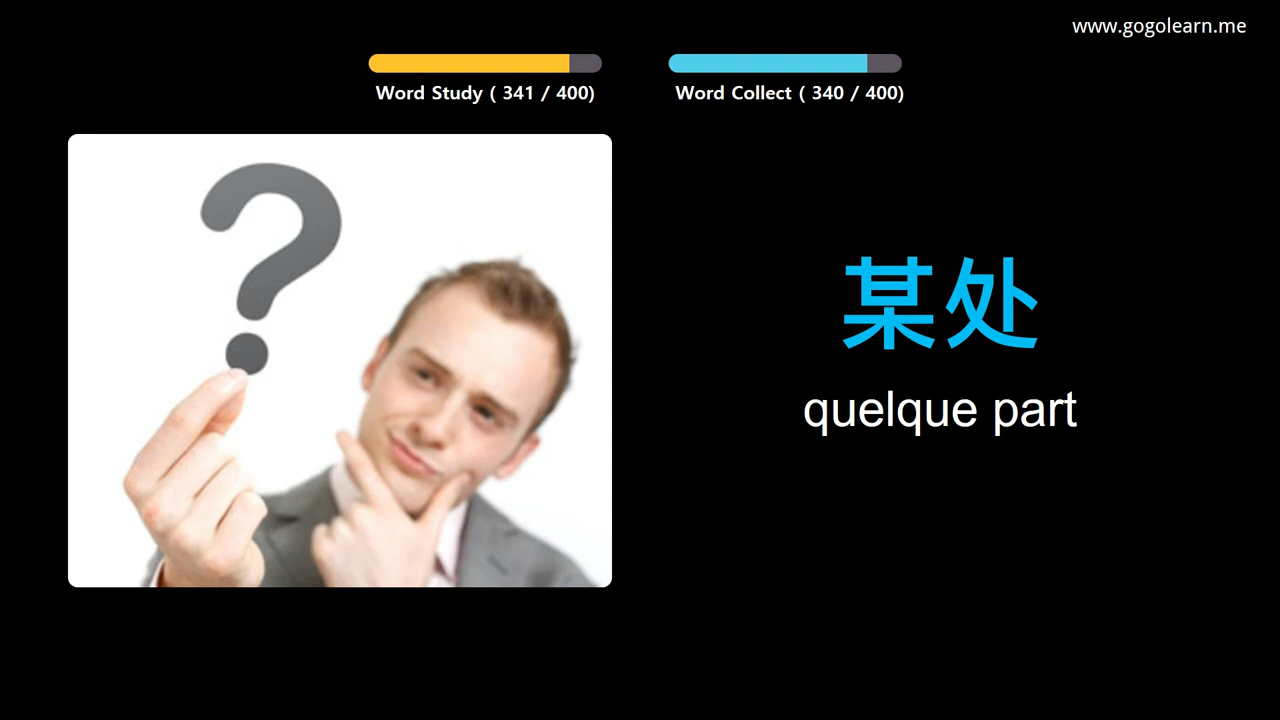 www.gogolearn.me
Word Study ( 341 / 400)
Word Collect ( 340 / 400)
?
某处
quelque part